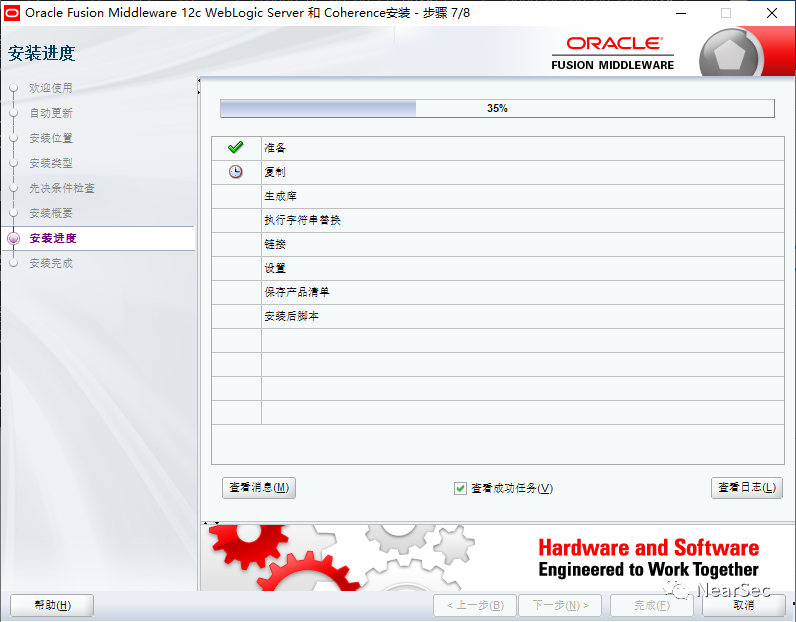 Oracle Fusion Middleware 12c WebLogic Server 和 Coherence安装 - 步骤 7/8
安装进度
ORACLE
FUSION MIDDLEWARE
欢迎使用
自动更新
安装位置
安装类型
先决条件检查
安装概要
安装进度
安装完成
35%
准备
复制
生成库
执行字符串替换
链接
设置
保存产品清单
安装后脚本
查看消息(M)
查看成功任务(V)
查看日志(L)
Hardware and Software
Engineered to Work Together
NearSec
帮助(H)
< 上一步(B)
下一步(N) >
完成(F)
取消